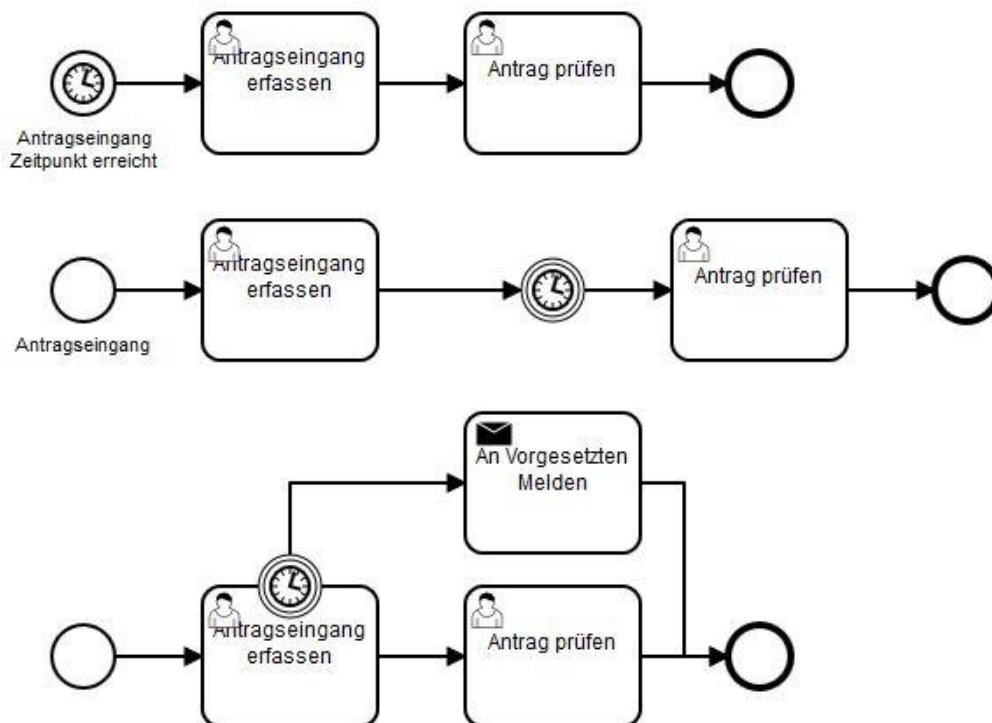 Antragseingang
erfassen
Antrag prüfen
Antragseingang
Zeitpunkt erreicht
Antragseingang
erfassen
Antrag prüfen
Antragseingang
An Vorgesetzten
Melden
Antragseingang
erfassen
Antrag prüfen